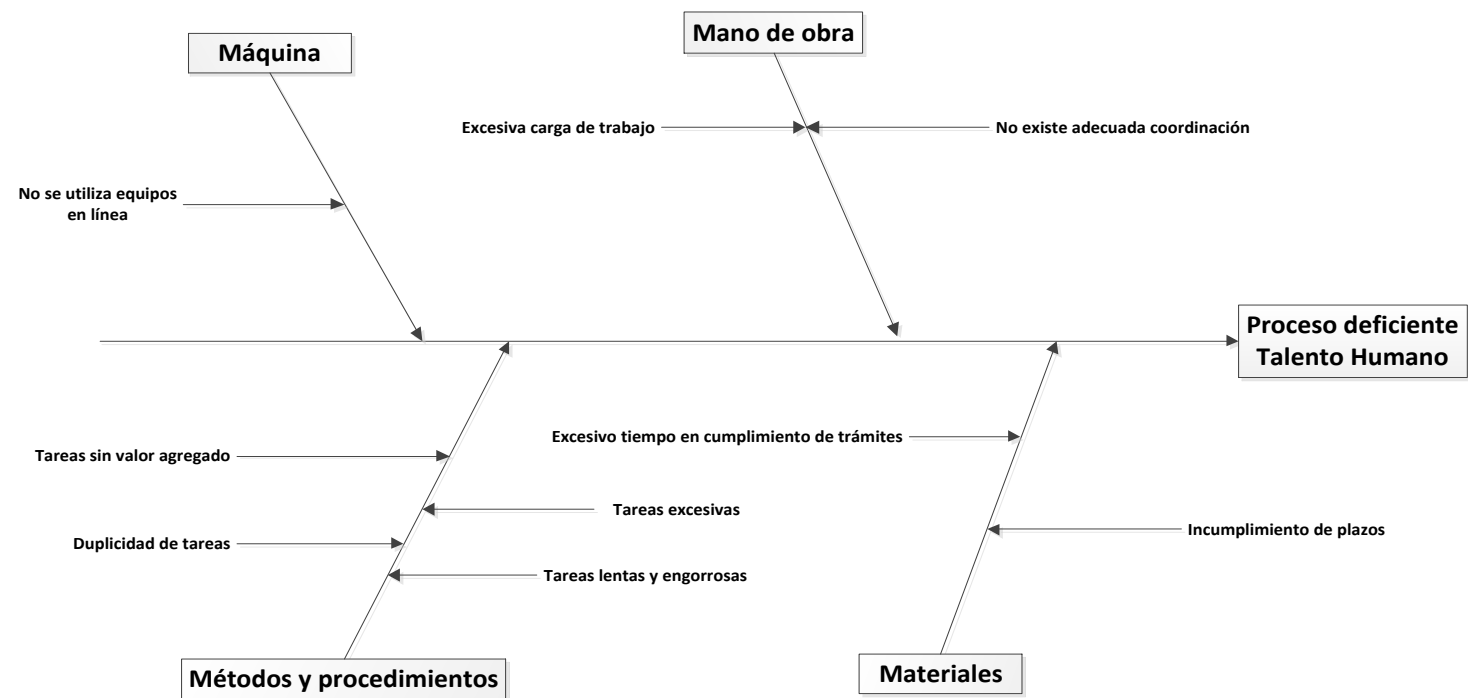 Mano de obra
Máquina
Excesiva carga de trabajo
No existe adecuada coordinación
No se utiliza equipos
en línea
Proceso deficiente
Talento Humano
Excesivo tiempo en cumplimiento de trámites
Tareas sin valor agregado
Tareas excesivas
Incumplimiento de plazos
Duplicidad de tareas
Tareas lentas y engorrosas
Métodos y procedimientos
Materiales